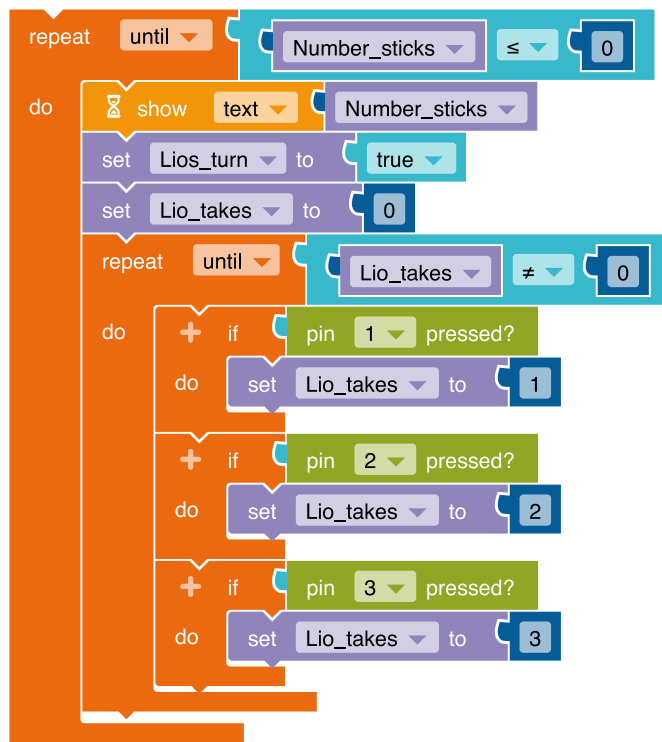 repeat until Number_sticks ≤ 0
do show text Number_sticks
set Lios_turn to true
set Lio_takes to 0
repeat until Lio_takes ≠ 0
do if pin 1 pressed?
do set Lio_takes to 1
if pin 2 pressed?
do set Lio_takes to 2
if pin 3 pressed?
do set Lio_takes to 3